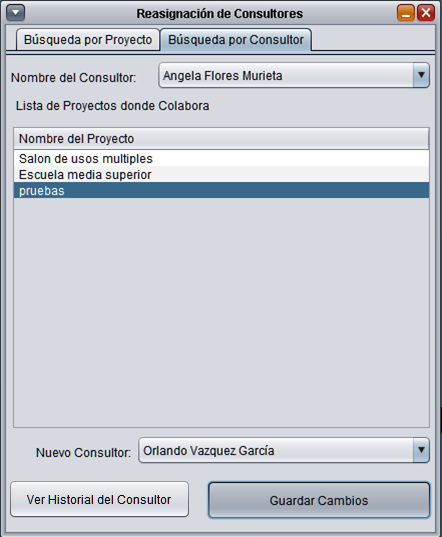 Reasignación de Consultores
Búsqueda por Proyecto
Búsqueda por Consultor
Nombre del Consultor: Angela Flores Murieta
Lista de Proyectos donde Colabora
Nombre del Proyecto
Salon de usos multiples
Escuela media superior
pruebas
Nuevo Consultor: Orlando Vazquez García
Ver Historial del Consultor
Guardar Cambios